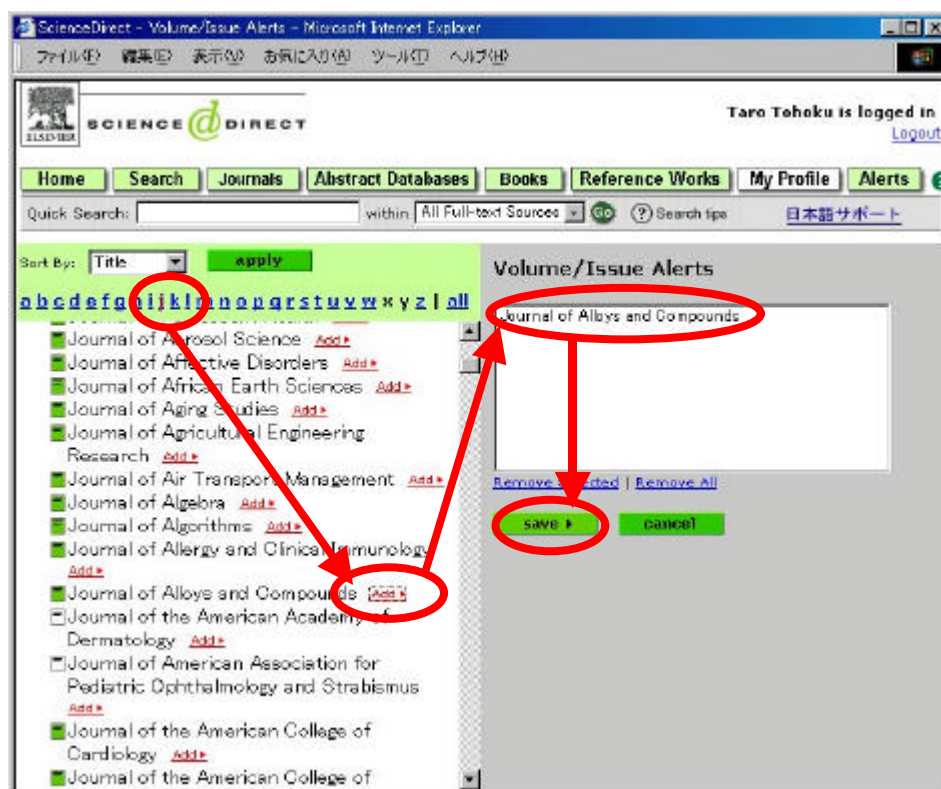 ScienceDirect - Volume/Issue Alerts - Microsoft Internet Explorer
ファイル(F) 編集(E) 表示(V) お気に入り(A) ツール(T) ヘルプ(H)
ELSEVIER
SCIENCE @ DIRECT
Taro Tohoku is logged in
Logout
Home Search Journals Abstract Databases Books Reference Works My Profile Alerts
Quick Search: within All Full-text Sources Go ? Search tips 日本語サポート
Sort By: Title apply
a b c d e f g h i j k l m n o p q r s t u v w x y z | all
Journal of Aerosol Science Add
Journal of Affective Disorders Add
Journal of African Earth Sciences Add
Journal of Aging Studies Add
Journal of Agricultural Engineering
Research Add
Journal of Air Transport Management Add
Journal of Algebra Add
Journal of Algorithms Add
Journal of Allergy and Clinical Immunology
Add
Journal of Alloys and Compounds Add
Journal of the American Academy of
Dermatology Add
Journal of American Association for
Pediatric Ophthalmology and Strabismus
Add
Journal of the American College of
Cardiology Add
Journal of the American College of
Volume/Issue Alerts
Journal of Alloys and Compounds
Remove Selected | Remove All
save cancel